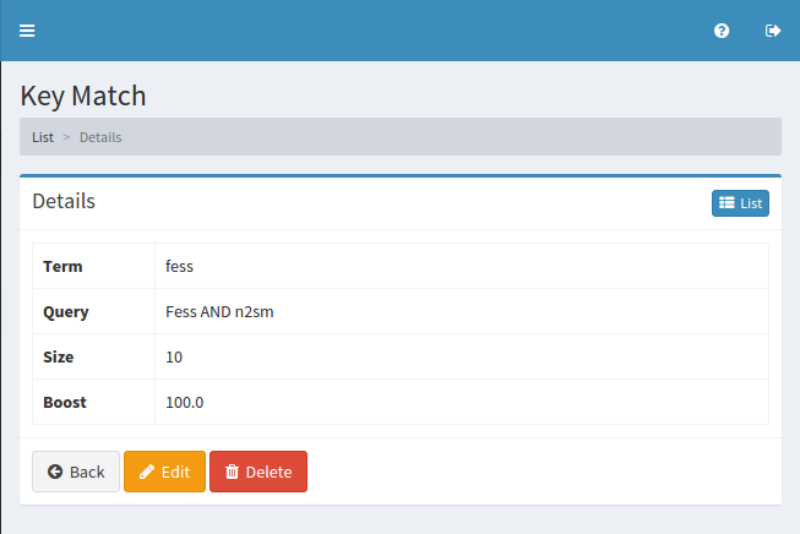 Key Match
List > Details
Details
List
Term fess
Query Fess AND n2sm
Size 10
Boost 100.0
Back Edit Delete